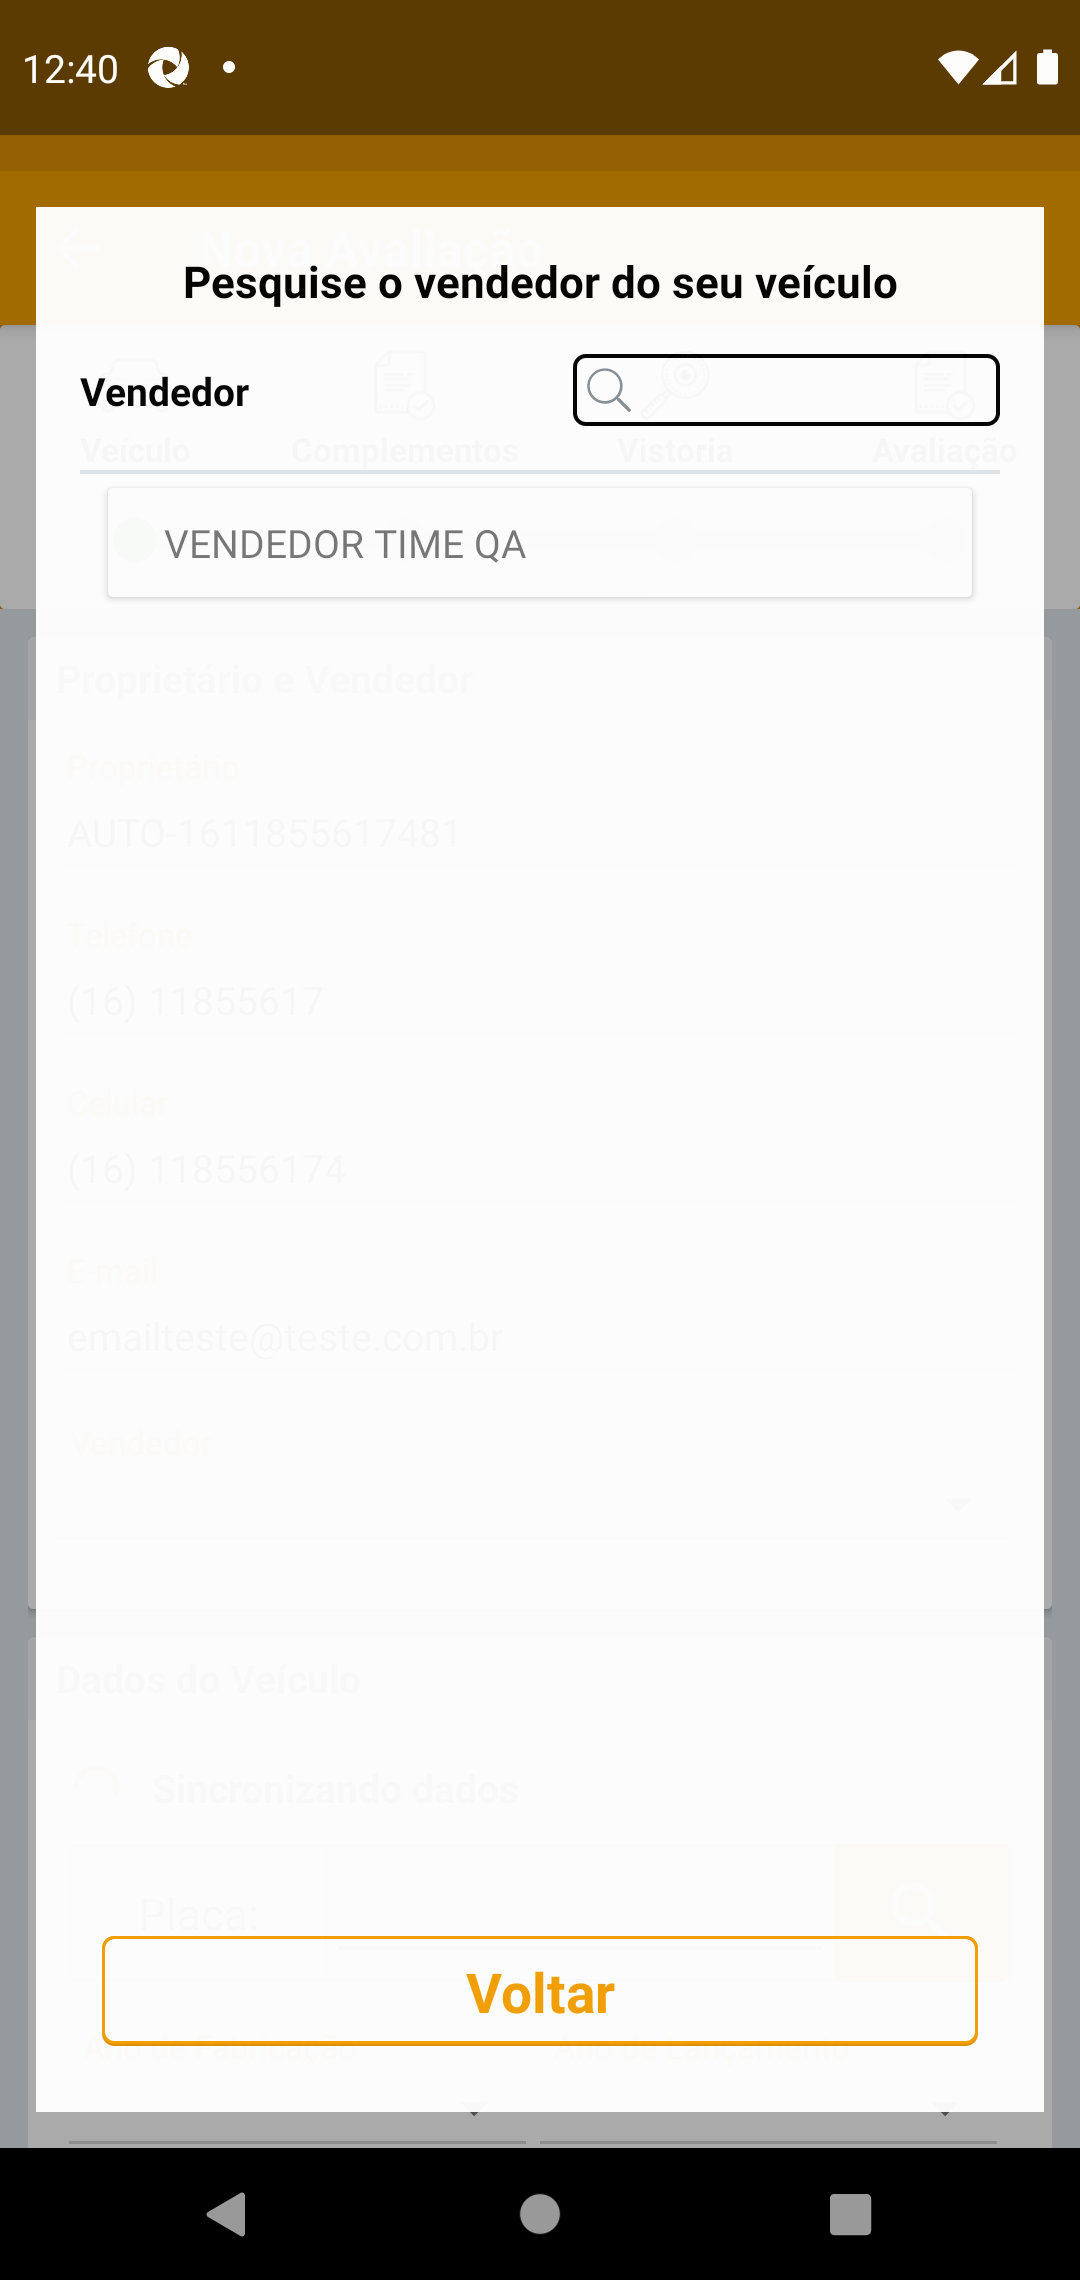 12:40
Nova Avaliação
Pesquise o vendedor do seu veículo
Vendedor
Veículo Complementos Vistoria Avaliação
VENDEDOR TIME QA
Proprietário e Vendedor
Proprietário
AUTO-1611855617481
Telefone
(16) 11855617
Celular
(16) 118556174
E-mail
emailteste@teste.com.br
Vendedor
Dados do Veículo
Sincronizando dados
Placa:
Voltar